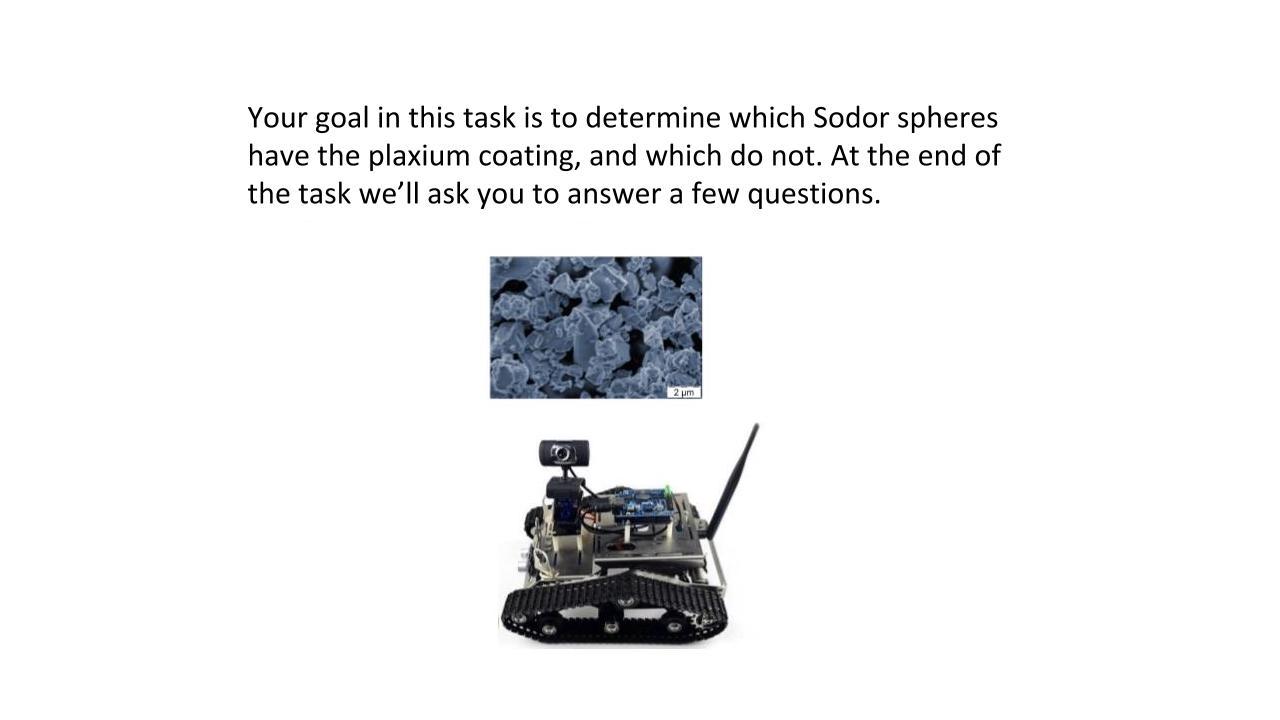 Your goal in this task is to determine which Sodor spheres
have the plaxium coating, and which do not. At the end of
the task we’ll ask you to answer a few questions.
2 µm